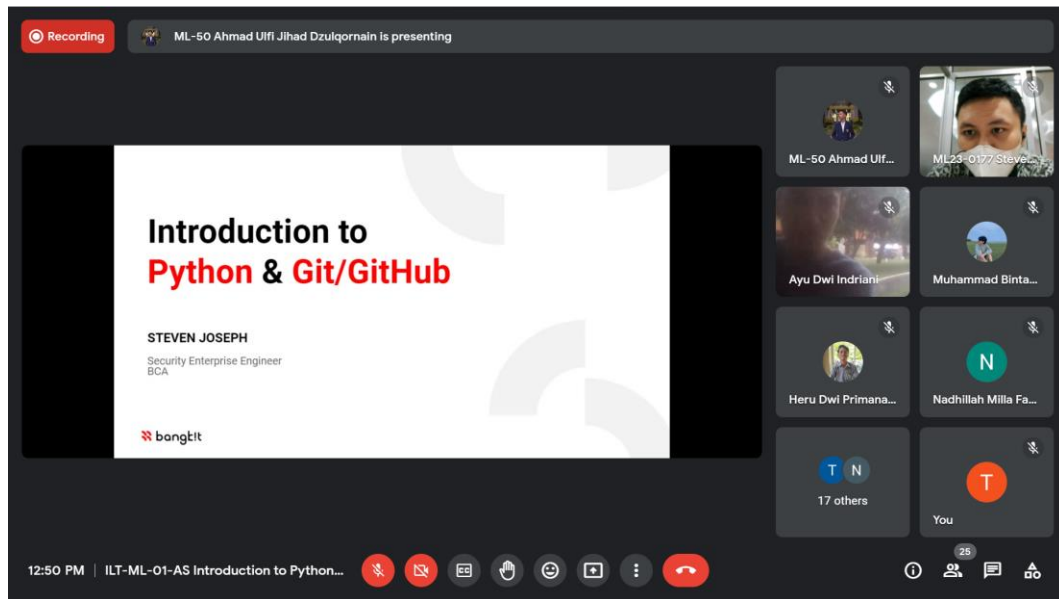 Recording
ML-50 Ahmad Ulfi Jihad Dzulqornain is presenting
Introduction to
Python & Git/GitHub
STEVEN JOSEPH
Security Enterprise Engineer
BCA
bangk!t
ML-50 Ahmad Ulf...
ML23-0177 Steve...
Ayu Dwi Indriani
Muhammad Binta...
Heru Dwi Primana...
N
Nadhillah Milla Fa...
T N
17 others
T
You
12:50 PM | ILT-ML-01-AS Introduction to Python...
CC
25